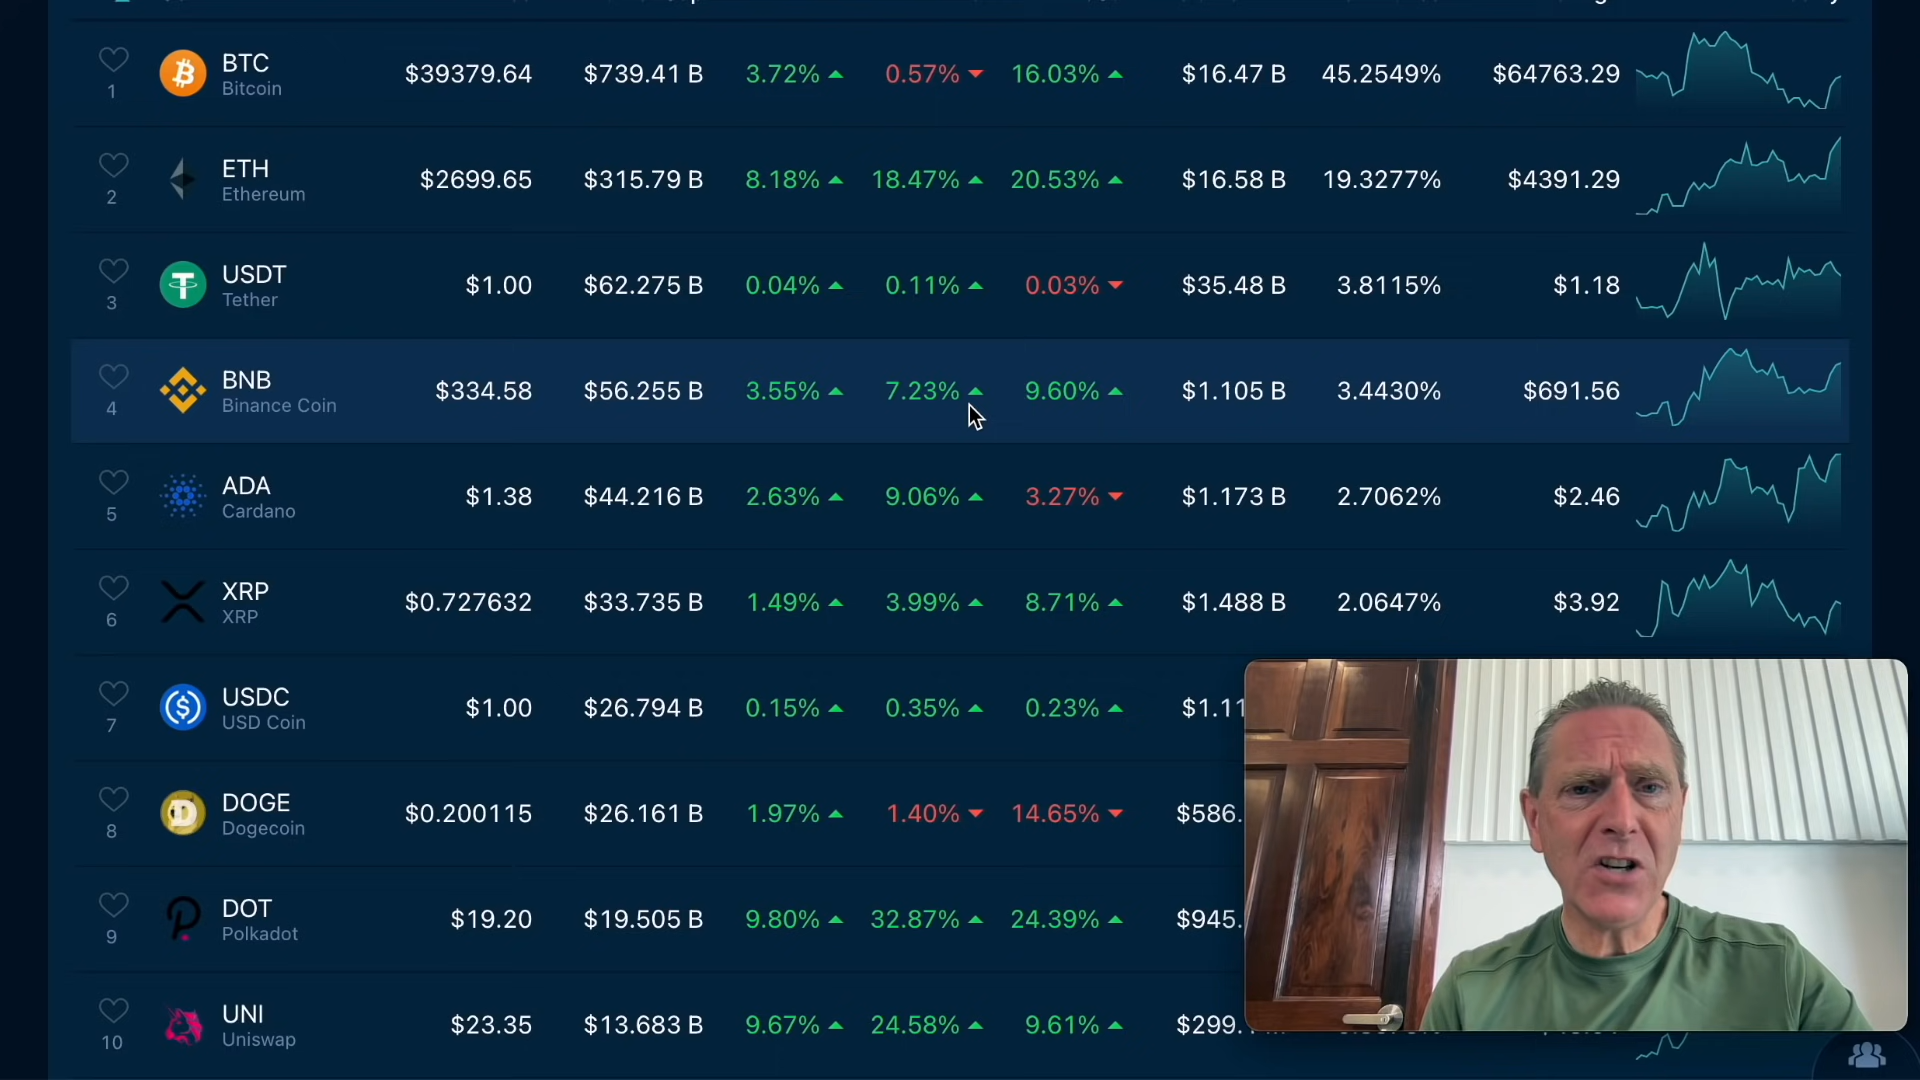 BTC
$39379.64 $739.41 B 3.72% 0.57% 16.03% $16.47 B 45.2549% $64763.29
1 Bitcoin
ETH
$2699.65 $315.79 B 8.18% 18.47% 20.53% $16.58 B 19.3277% $4391.29
2 Ethereum
USDT
$1.00 $62.275 B 0.04% 0.11% 0.03% $35.48 B 3.8115% $1.18
3 Tether
BNB
$334.58 $56.255 B 3.55% 7.23% 9.60% $1.105 B 3.4430% $691.56
4 Binance Coin
ADA
$1.38 $44.216 B 2.63% 9.06% 3.27% $1.173 B 2.7062% $2.46
5 Cardano
XRP
$0.727632 $33.735 B 1.49% 3.99% 8.71% $1.488 B 2.0647% $3.92
6 XRP
USDC
$1.00 $26.794 B 0.15% 0.35% 0.23% $1.11
7 USD Coin
DOGE
$0.200115 $26.161 B 1.97% 1.40% 14.65% $586.
8 Dogecoin
DOT
$19.20 $19.505 B 9.80% 32.87% 24.39% $945.
9 Polkadot
UNI
$23.35 $13.683 B 9.67% 24.58% 9.61% $299.
10 Uniswap